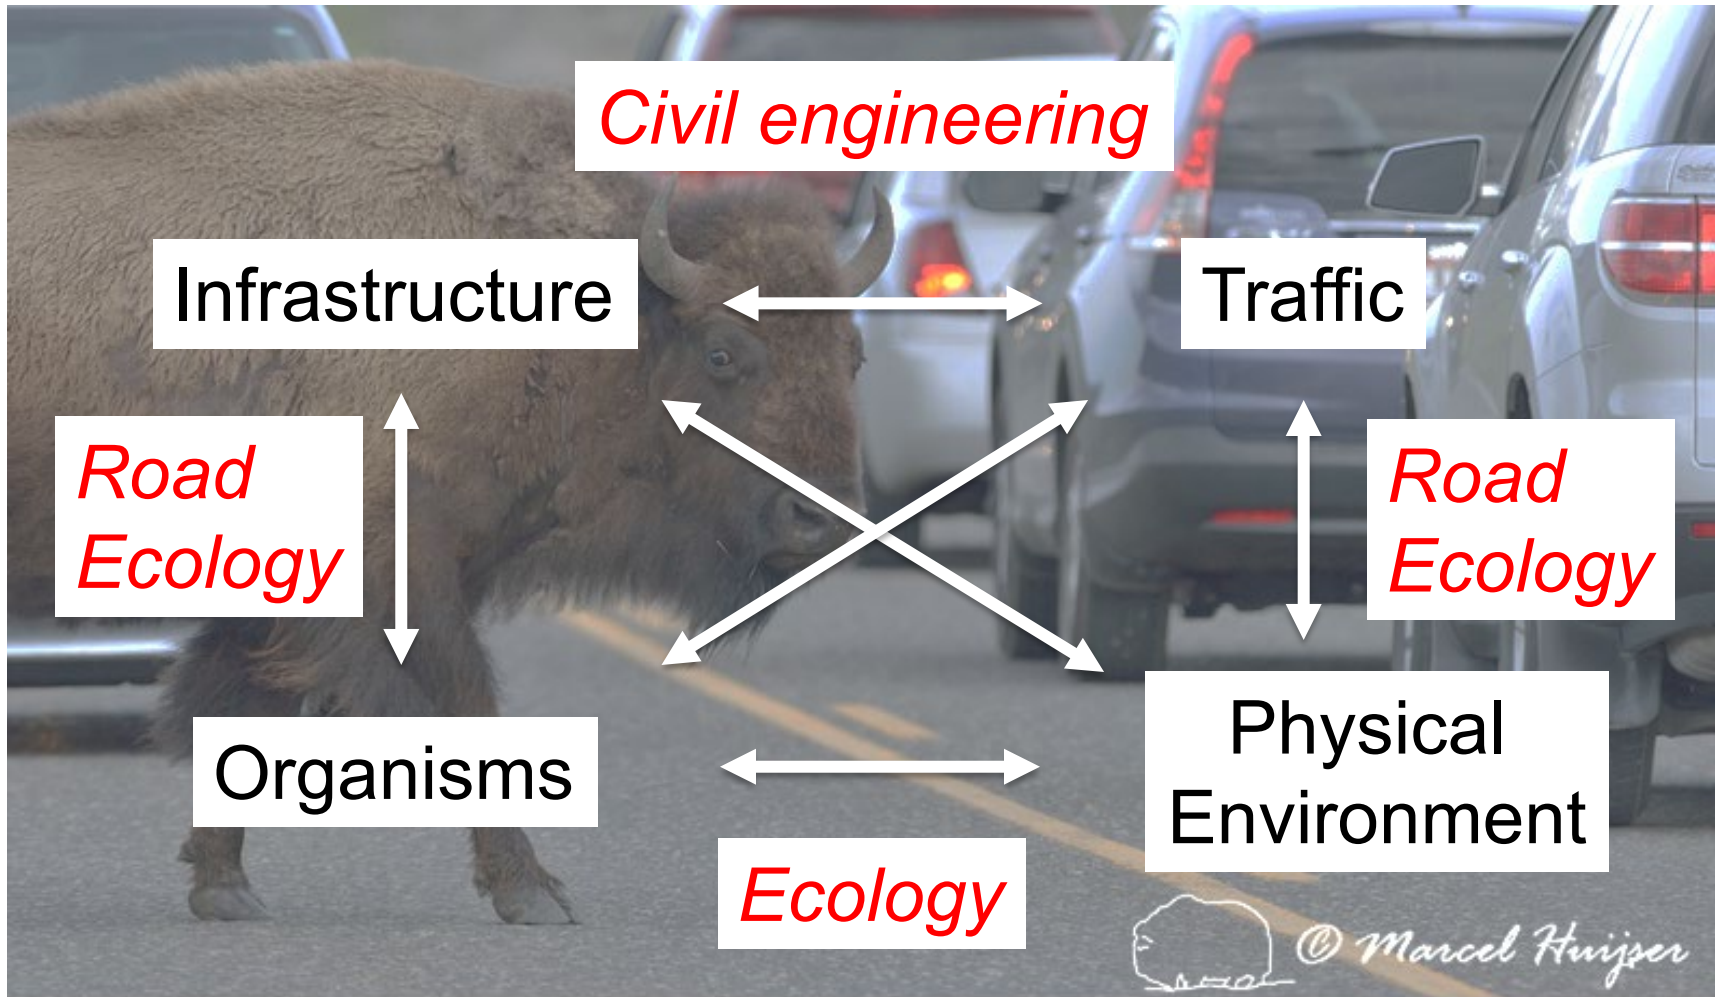 Civil engineering
Infrastructure
Traffic
Road
Ecology
Road
Ecology
Organisms
Physical
Environment
Ecology
© Marcel Huijser